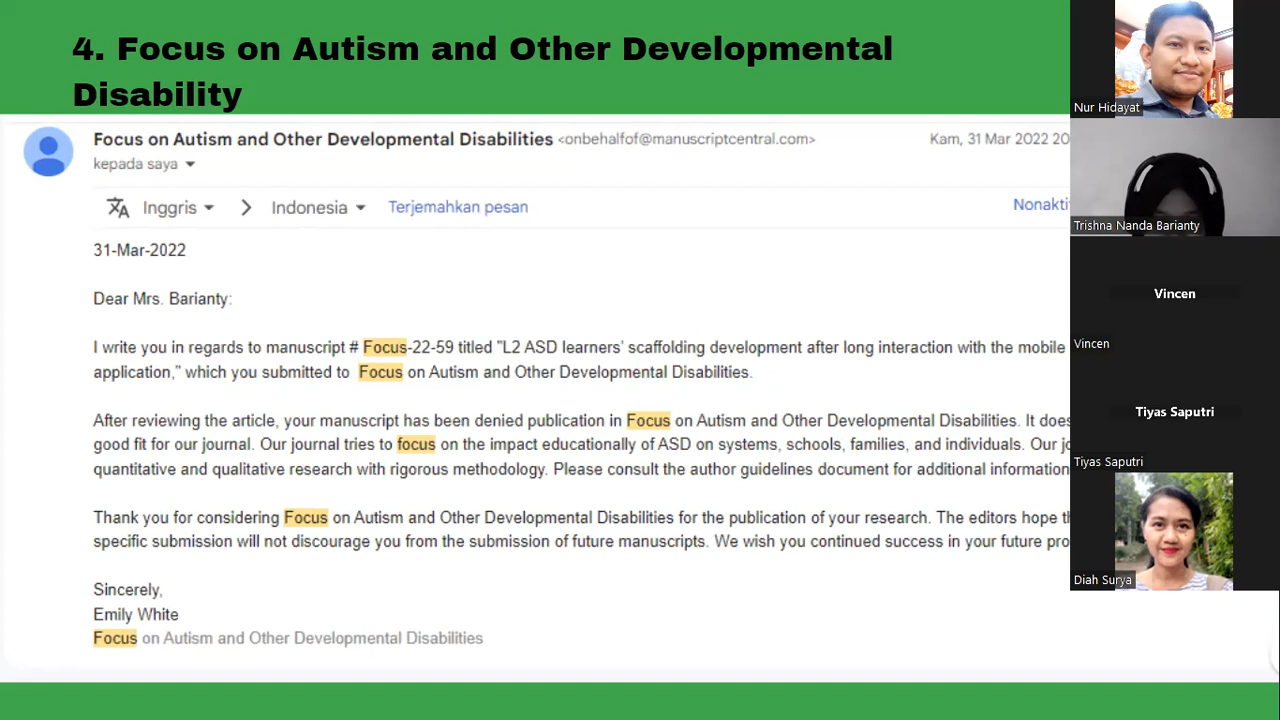 4. Focus on Autism and Other Developmental
Disability
Focus on Autism and Other Developmental Disabilities <onbehalfof@manuscriptcentral.com>
Kam, 31 Mar 2022 20
kepada saya
Inggris
Indonesia
Terjemahkan pesan
31-Mar-2022
Dear Mrs. Barianty:
I write you in regards to manuscript # Focus-22-59 titled "L2 ASD learners' scaffolding development after long interaction with the mobile
application," which you submitted to Focus on Autism and Other Developmental Disabilities.
After reviewing the article, your manuscript has been denied publication in Focus on Autism and Other Developmental Disabilities. It does
good fit for our journal. Our journal tries to focus on the impact educationally of ASD on systems, schools, families, and individuals. Our
quantitative and qualitative research with rigorous methodology. Please consult the author guidelines document for additional information
Thank you for considering Focus on Autism and Other Developmental Disabilities for the publication of your research. The editors hope
specific submission will not discourage you from the submission of future manuscripts. We wish you continued success in your future
Sincerely,
Emily White
Focus on Autism and Other Developmental Disabilities
Nur Hidayat
Trishna Nanda Barianty
Vincen
Vincen
Tiyas Saputri
Tiyas Saputri
Diah Surya